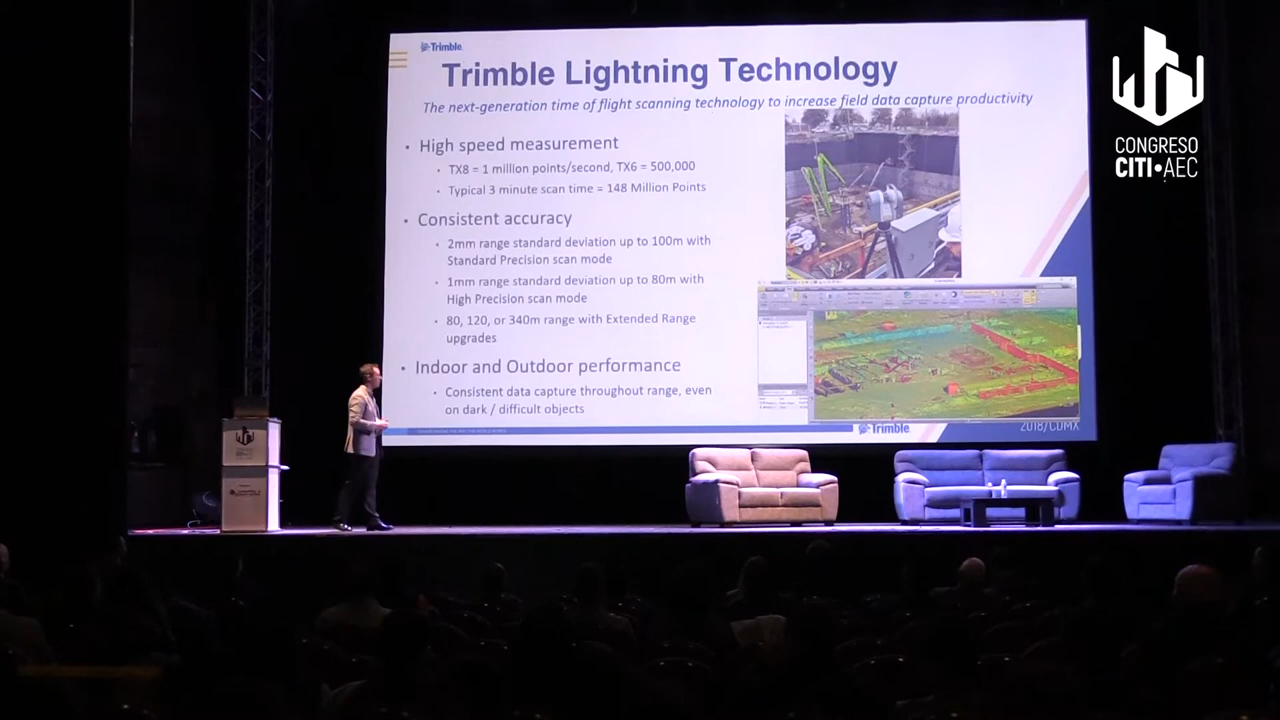 Trimble
Trimble Lightning Technology
The next-generation time of flight scanning technology to increase field data capture productivity
• High speed measurement
• TX8 = 1 million points/second, TX6 = 500,000
• Typical 3 minute scan time = 148 Million Points
• Consistent accuracy
• 2mm range standard deviation up to 100m with
Standard Precision scan mode
• 1mm range standard deviation up to 80m with
High Precision scan mode
• 80, 120, or 340m range with Extended Range
upgrades
• Indoor and Outdoor performance
• Consistent data capture throughout range, even
on dark / difficult objects
Trimble
2018/CDMX
CONGRESO
CITI•AEC